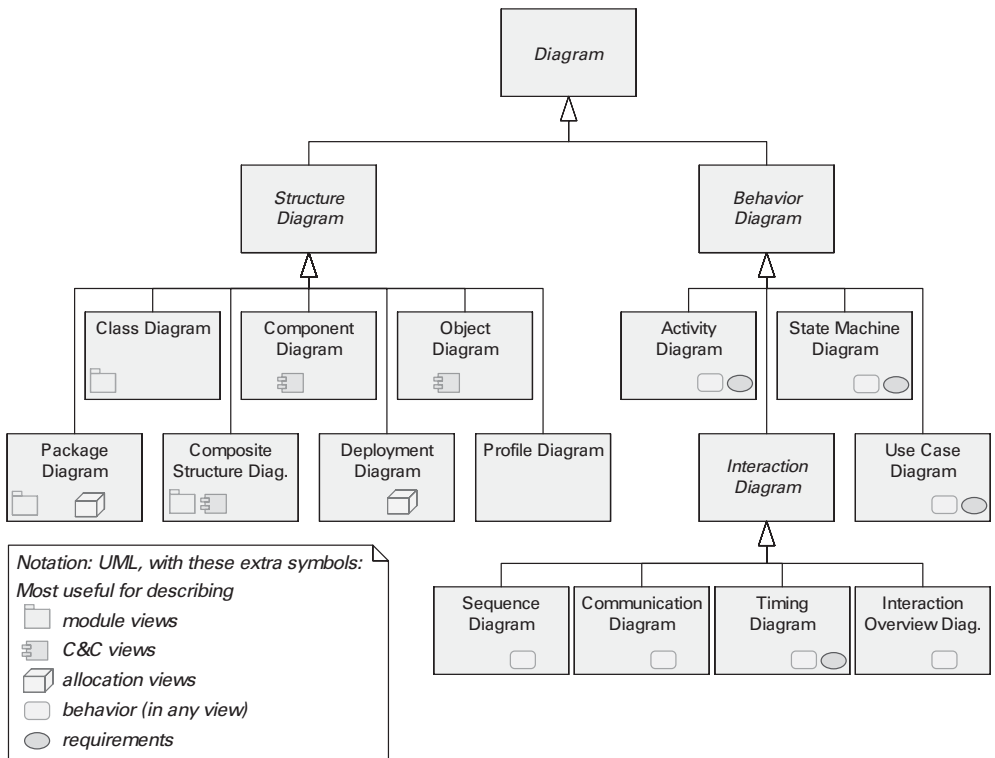 Diagram
Structure
Diagram
Behavior
Diagram
Class Diagram
Component
Diagram
Object
Diagram
Activity
Diagram
State Machine
Diagram
Package
Diagram
Composite
Structure Diag.
Deployment
Diagram
Profile Diagram
Interaction
Diagram
Use Case
Diagram
Notation: UML, with these extra symbols:
Most useful for describing
module views
C&C views
allocation views
behavior (in any view)
requirements
Sequence
Diagram
Communication
Diagram
Timing
Diagram
Interaction
Overview Diag.